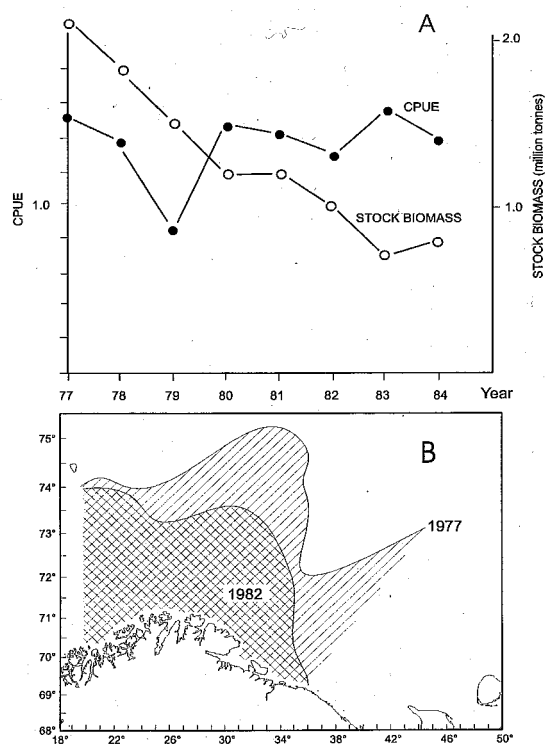 A
2.0
CPUE
CPUE
1.0
1.0
STOCK BIOMASS
STOCK BIOMASS (million tonnes)
77 78 79 80 81 82 83 84 Year
B
75°
74°
73°
72°
71°
70°
69°
68°
1977
1982
18° 22° 26° 30° 34° 38° 42° 46° 50°